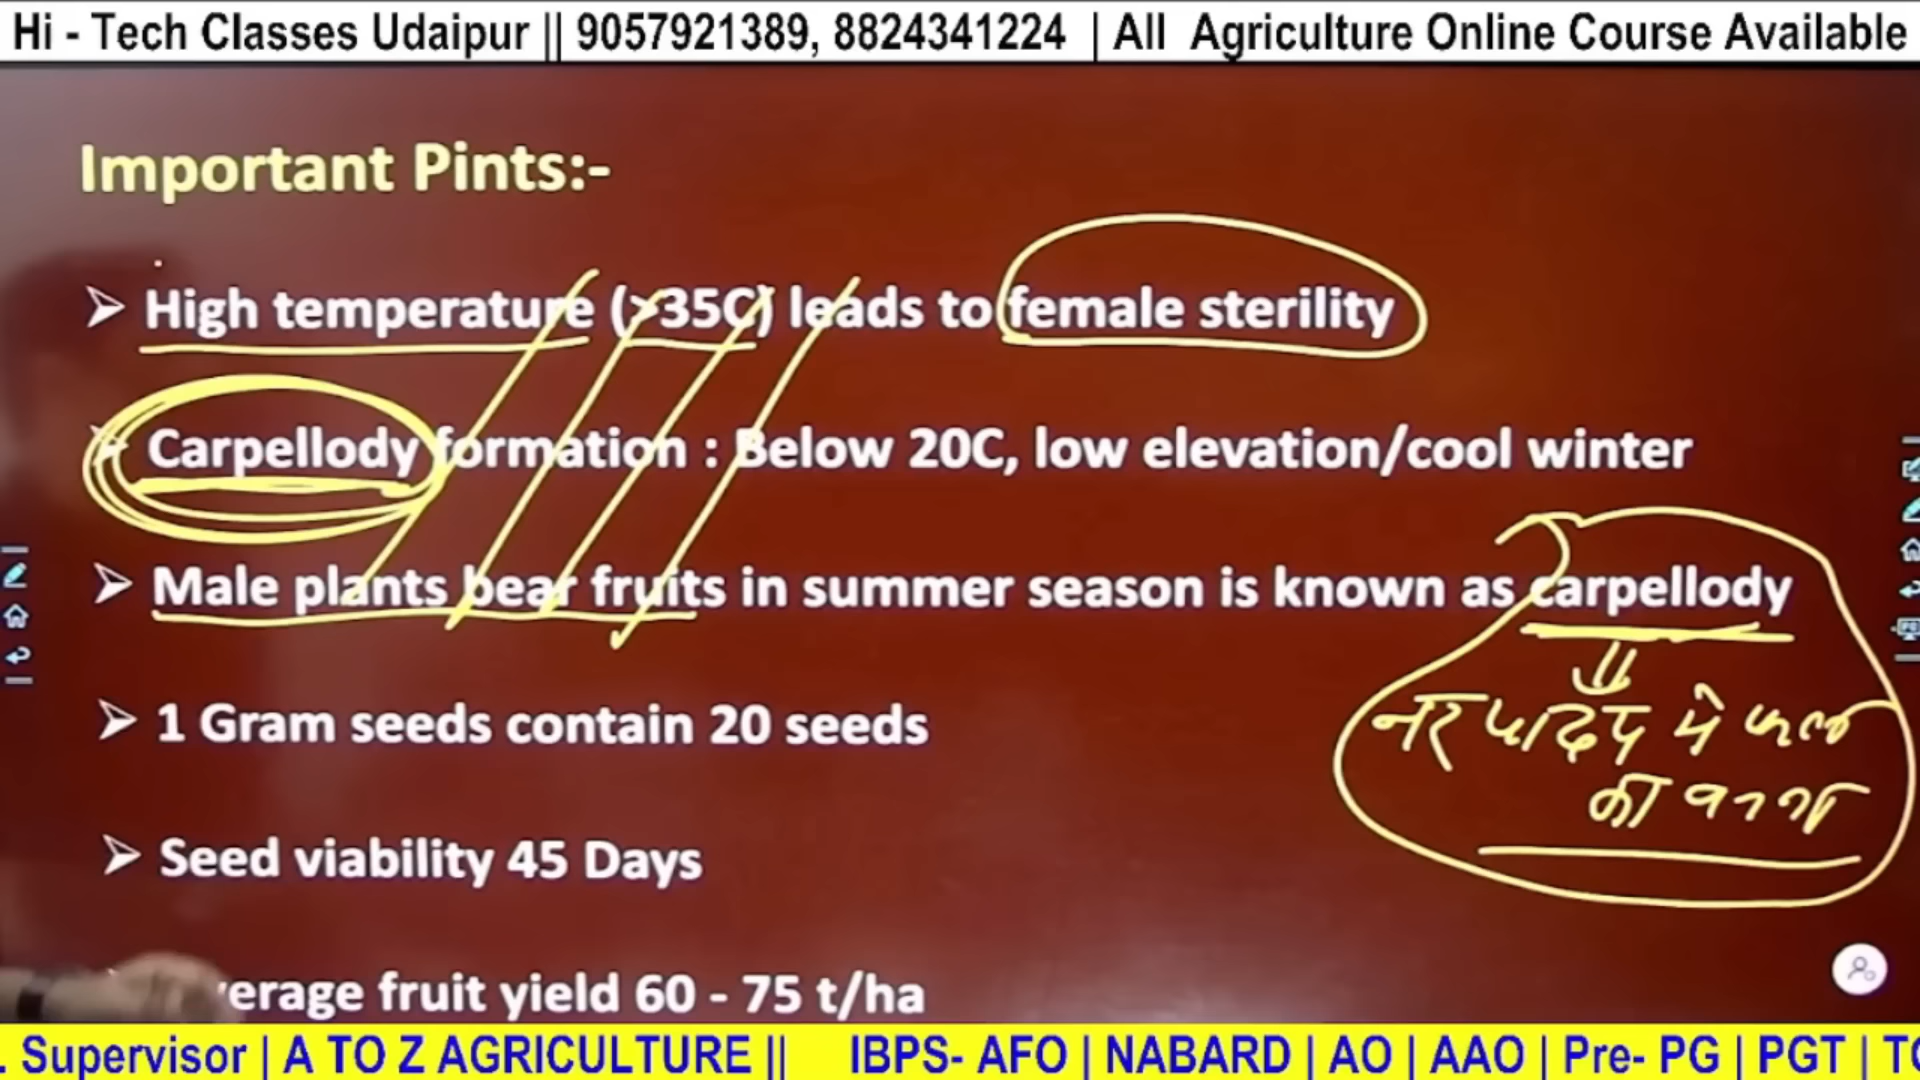 Hi - Tech Classes Udaipur || 9057921389, 8824341224 | All Agriculture Online Course Available
Important Pints:-
➢ High temperature (>35C) leads to female sterility
➢ Carpellody formation : Below 20C, low elevation/cool winter
➢ Male plants bear fruits in summer season is known as carpellody
नर पादप में फल
का बनना
➢ 1 Gram seeds contain 20 seeds
➢ Seed viability 45 Days
erage fruit yield 60 - 75 t/ha
. Supervisor | A TO Z AGRICULTURE || IBPS- AFO | NABARD | AO | AAO | Pre- PG | PGT |